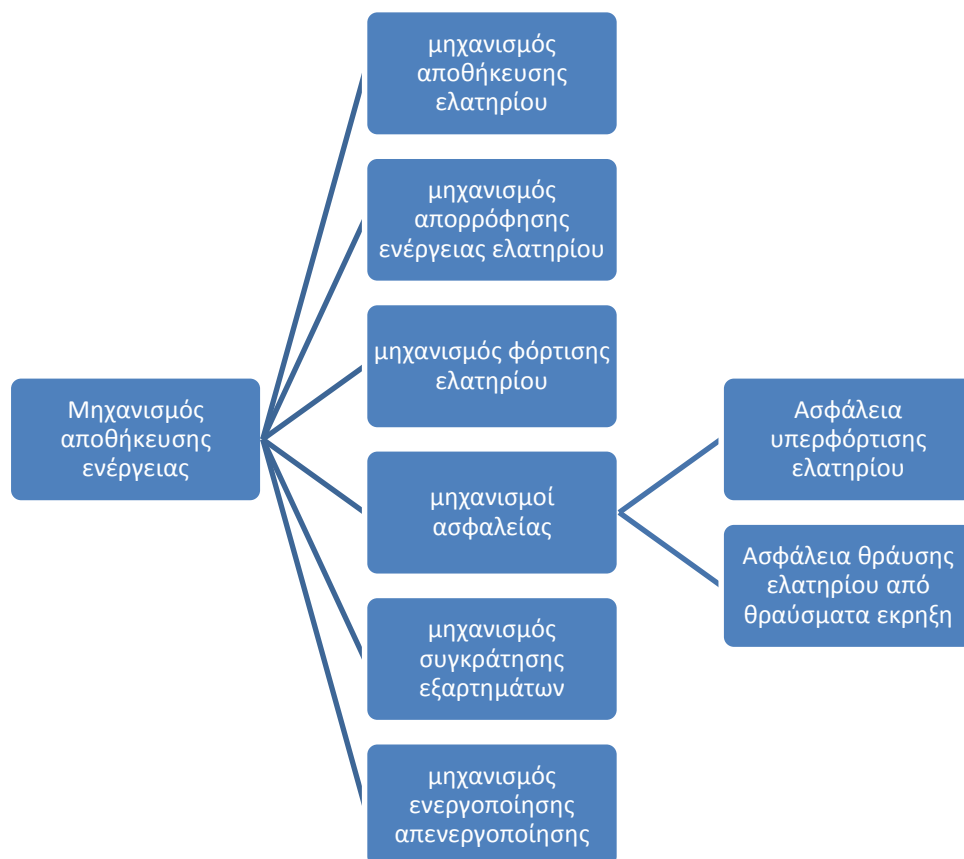 μηχανισμός
αποθήκευσης
ελατηρίου
μηχανισμός
απορρόφησης
ενέργειας ελατηρίου
μηχανισμός φόρτισης
ελατηρίου
Μηχανισμός
αποθήκευσης
ενέργειας
Ασφάλεια
υπερφόρτισης
ελατηρίου
μηχανισμοί
ασφαλείας
Ασφάλεια θράυσης
ελατηρίου από
θραύσματα εκρηξη
μηχανισμός
συγκράτησης
εξαρτημάτων
μηχανισμός
ενεργοποίησης
απενεργοποίησης